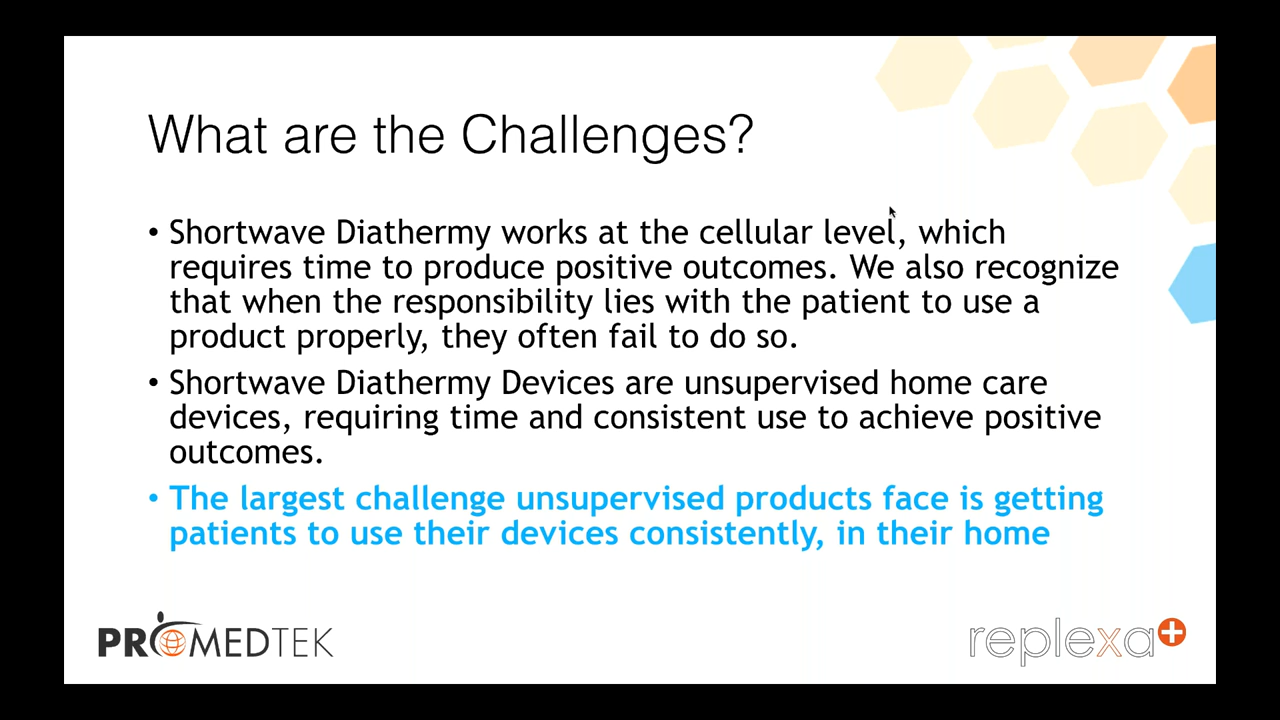 What are the Challenges?
• Shortwave Diathermy works at the cellular level, which
requires time to produce positive outcomes. We also recognize
that when the responsibility lies with the patient to use a
product properly, they often fail to do so.
• Shortwave Diathermy Devices are unsupervised home care
devices, requiring time and consistent use to achieve positive
outcomes.
• The largest challenge unsupervised products face is getting
patients to use their devices consistently, in their home
PROMEDTEK
replexa+